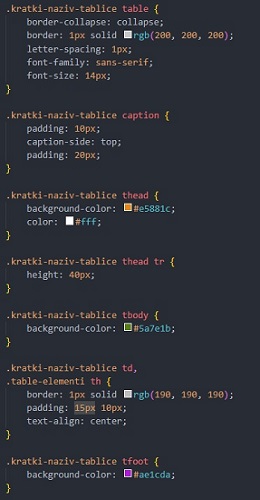 .kratki-naziv-tablice table {
border-collapse: collapse;
border: 1px solid rgb(200, 200, 200);
letter-spacing: 1px;
font-family: sans-serif;
font-size: 14px;
}
.kratki-naziv-tablice caption {
padding: 10px;
caption-side: top;
padding: 20px;
}
.kratki-naziv-tablice thead {
background-color: #e5881c;
color: #fff;
}
.kratki-naziv-tablice thead tr {
height: 40px;
}
.kratki-naziv-tablice tbody {
background-color: #5a7e1b;
}
.kratki-naziv-tablice td,
.table-elementi th {
border: 1px solid rgb(190, 190, 190);
padding: 15px 10px;
text-align: center;
}
.kratki-naziv-tablice tfoot {
background-color: #ae1cda;
}